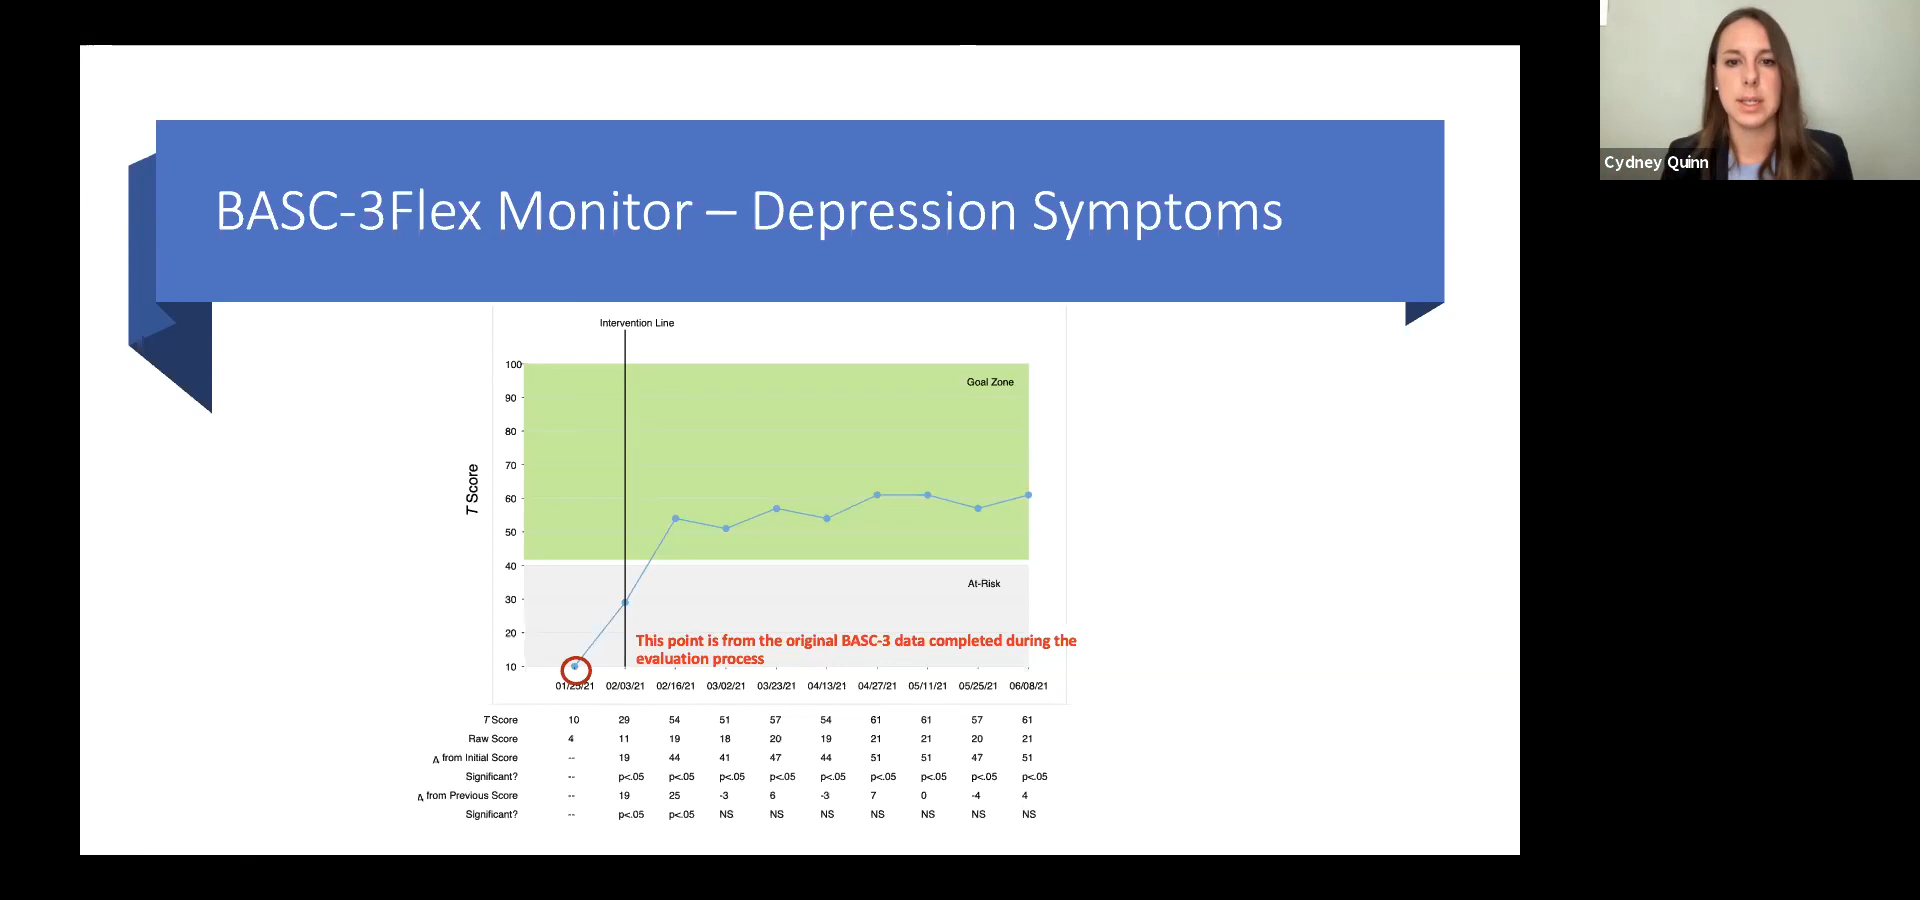 Cydney Quinn
BASC-3Flex Monitor – Depression Symptoms
Intervention Line
100
Goal Zone
90
80
70
60
50
40
At-Risk
30
20
10
T Score
This point is from the original BASC-3 data completed during the
evaluation process
01/25/21 02/03/21 02/16/21 03/02/21 03/23/21 04/13/21 04/27/21 05/11/21 05/25/21 06/08/21
T Score 10 29 54 51 57 54 61 61 57 61
Raw Score 4 11 19 18 20 19 21 21 20 21
Δ from Initial Score -- 19 44 41 47 44 51 51 47 51
Significant? -- p<.05 p<.05 p<.05 p<.05 p<.05 p<.05 p<.05 p<.05 p<.05
Δ from Previous Score -- 19 25 -3 6 -3 7 0 -4 4
Significant? -- p<.05 p<.05 NS NS NS NS NS NS NS